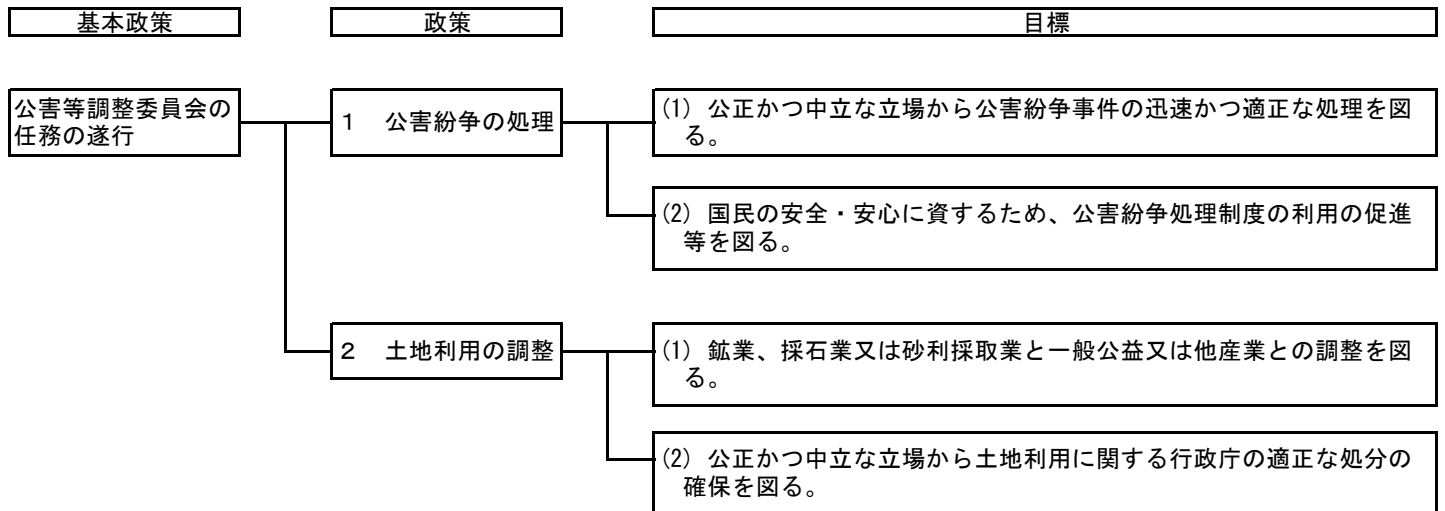 基本政策
政策
目標
公害等調整委員会の
任務の遂行
1　公害紛争の処理
(1) 公正かつ中立な立場から公害紛争事件の迅速かつ適正な処理を図
る。
(2) 国民の安全・安心に資するため、公害紛争処理制度の利用の促進
等を図る。
2　土地利用の調整
(1) 鉱業、採石業又は砂利採取業と一般公益又は他産業との調整を図
る。
(2) 公正かつ中立な立場から土地利用に関する行政庁の適正な処分の
確保を図る。